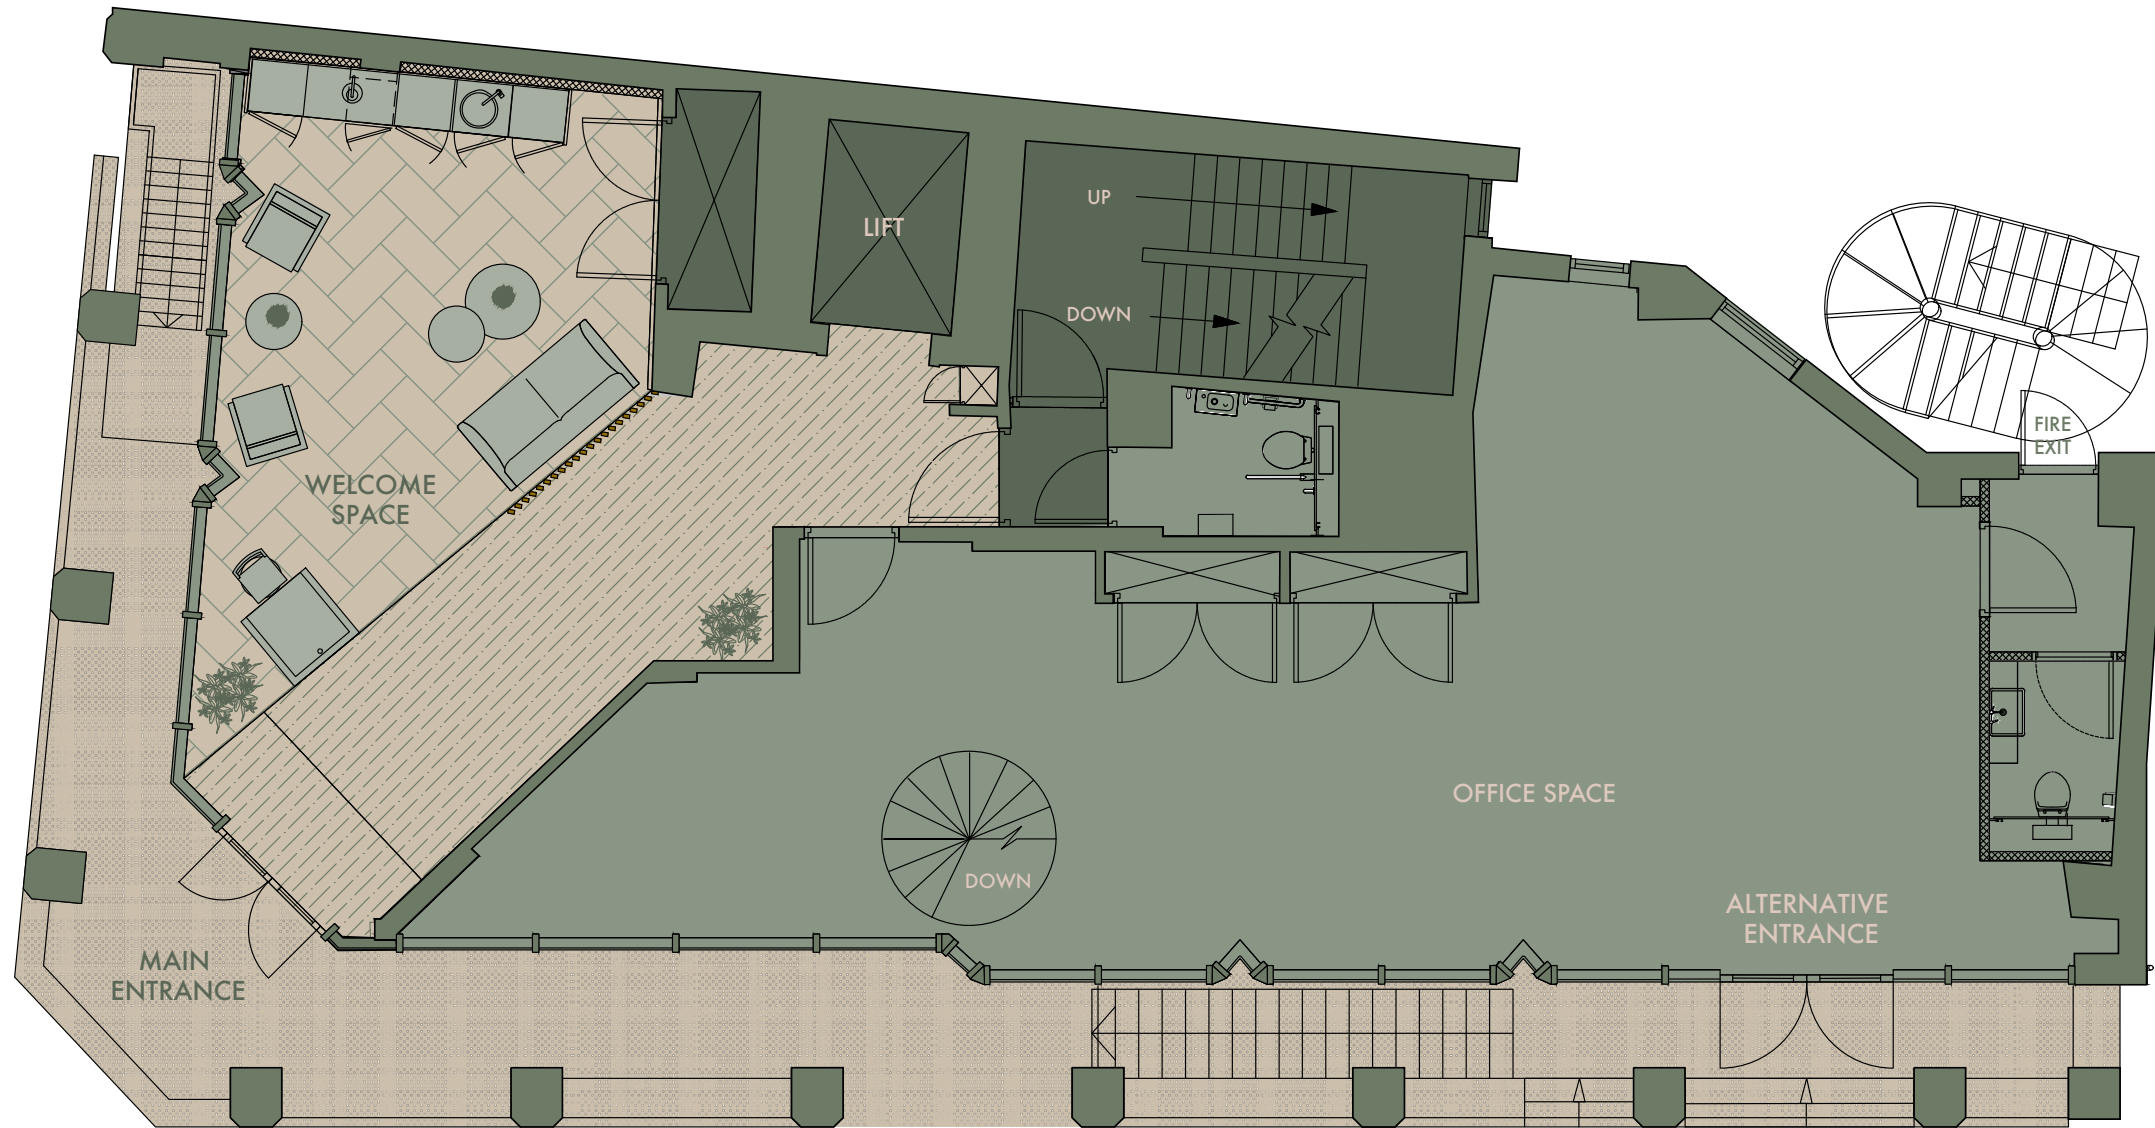 UP
LIFT
DOWN
FIRE
EXIT
WELCOME
SPACE
OFFICE SPACE
DOWN
ALTERNATIVE
ENTRANCE
MAIN
ENTRANCE